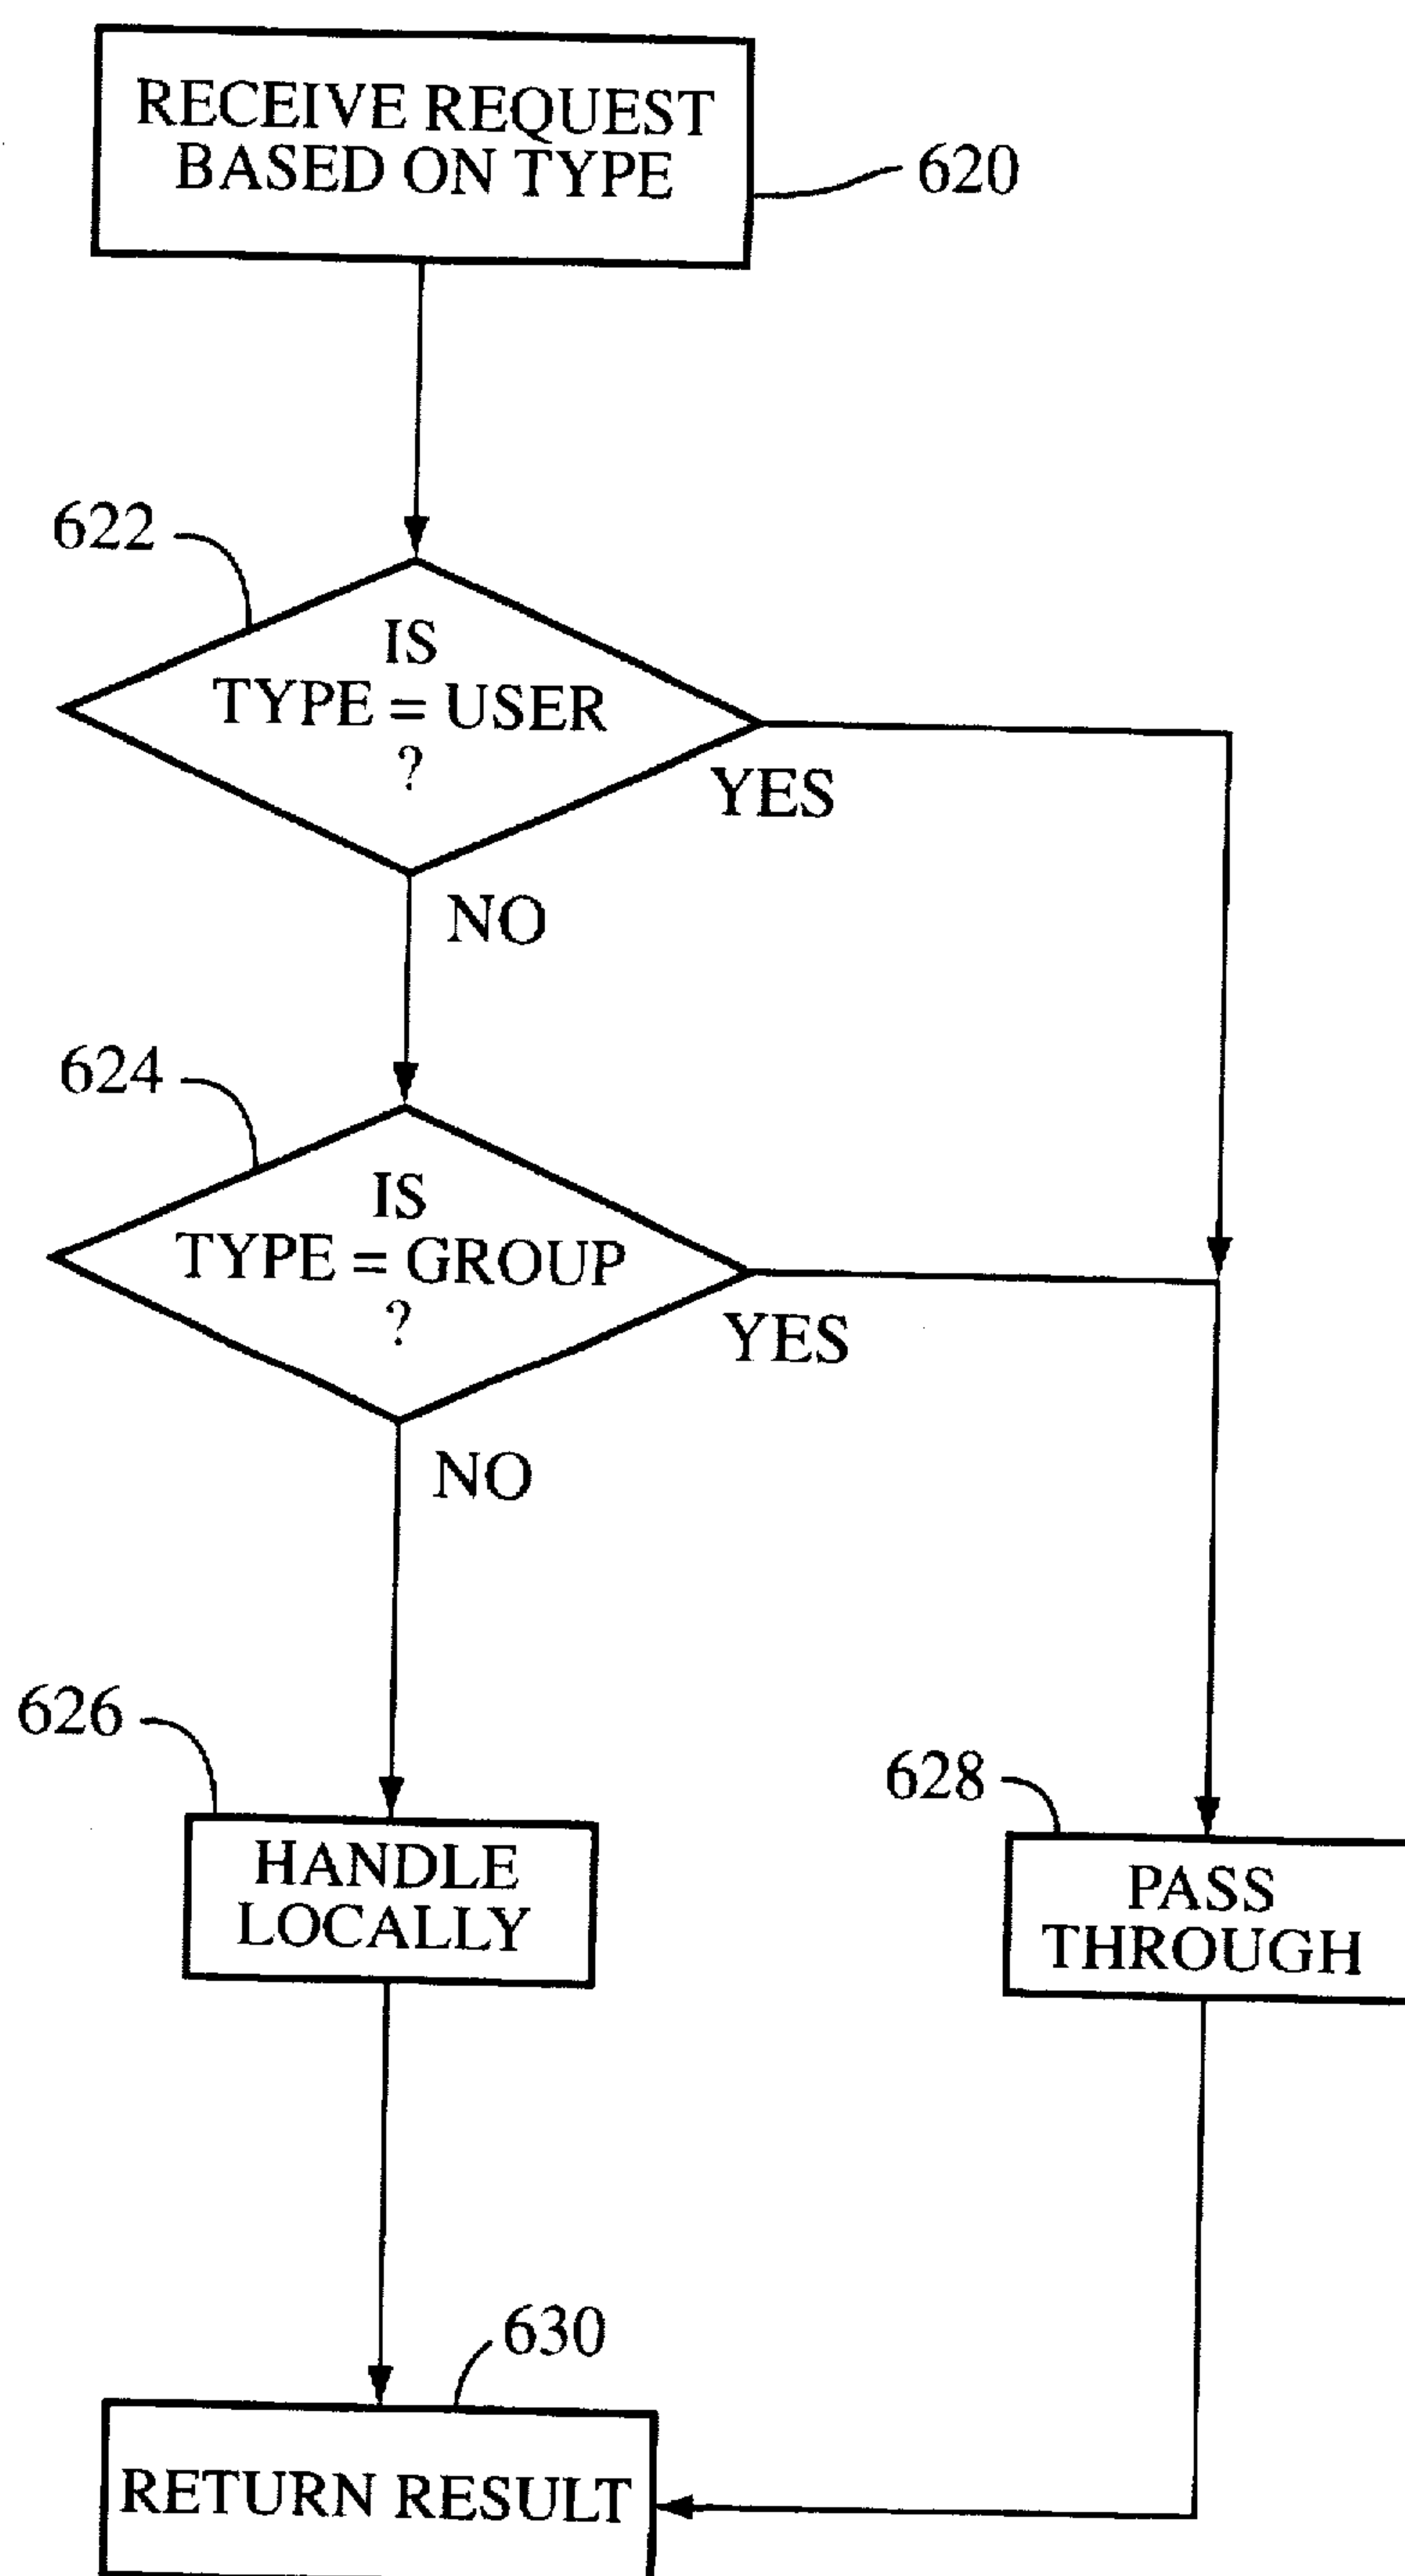 RECEIVE REQUEST
BASED ON TYPE
620
622
IS
TYPE = USER
?
YES
NO
624
IS
TYPE = GROUP
?
YES
NO
626
HANDLE
LOCALLY
628
PASS
THROUGH
630
RETURN RESULT